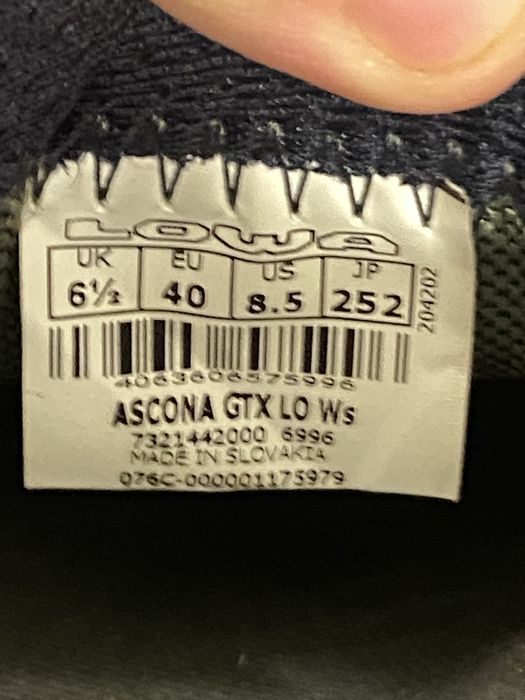 LOWA
UK EU US JP
6½ 40 8.5 252
204202
4063606575996
ASCONA GTX LO Ws
7321442000 6996
MADE IN SLOVAKIA
076C-000001175979